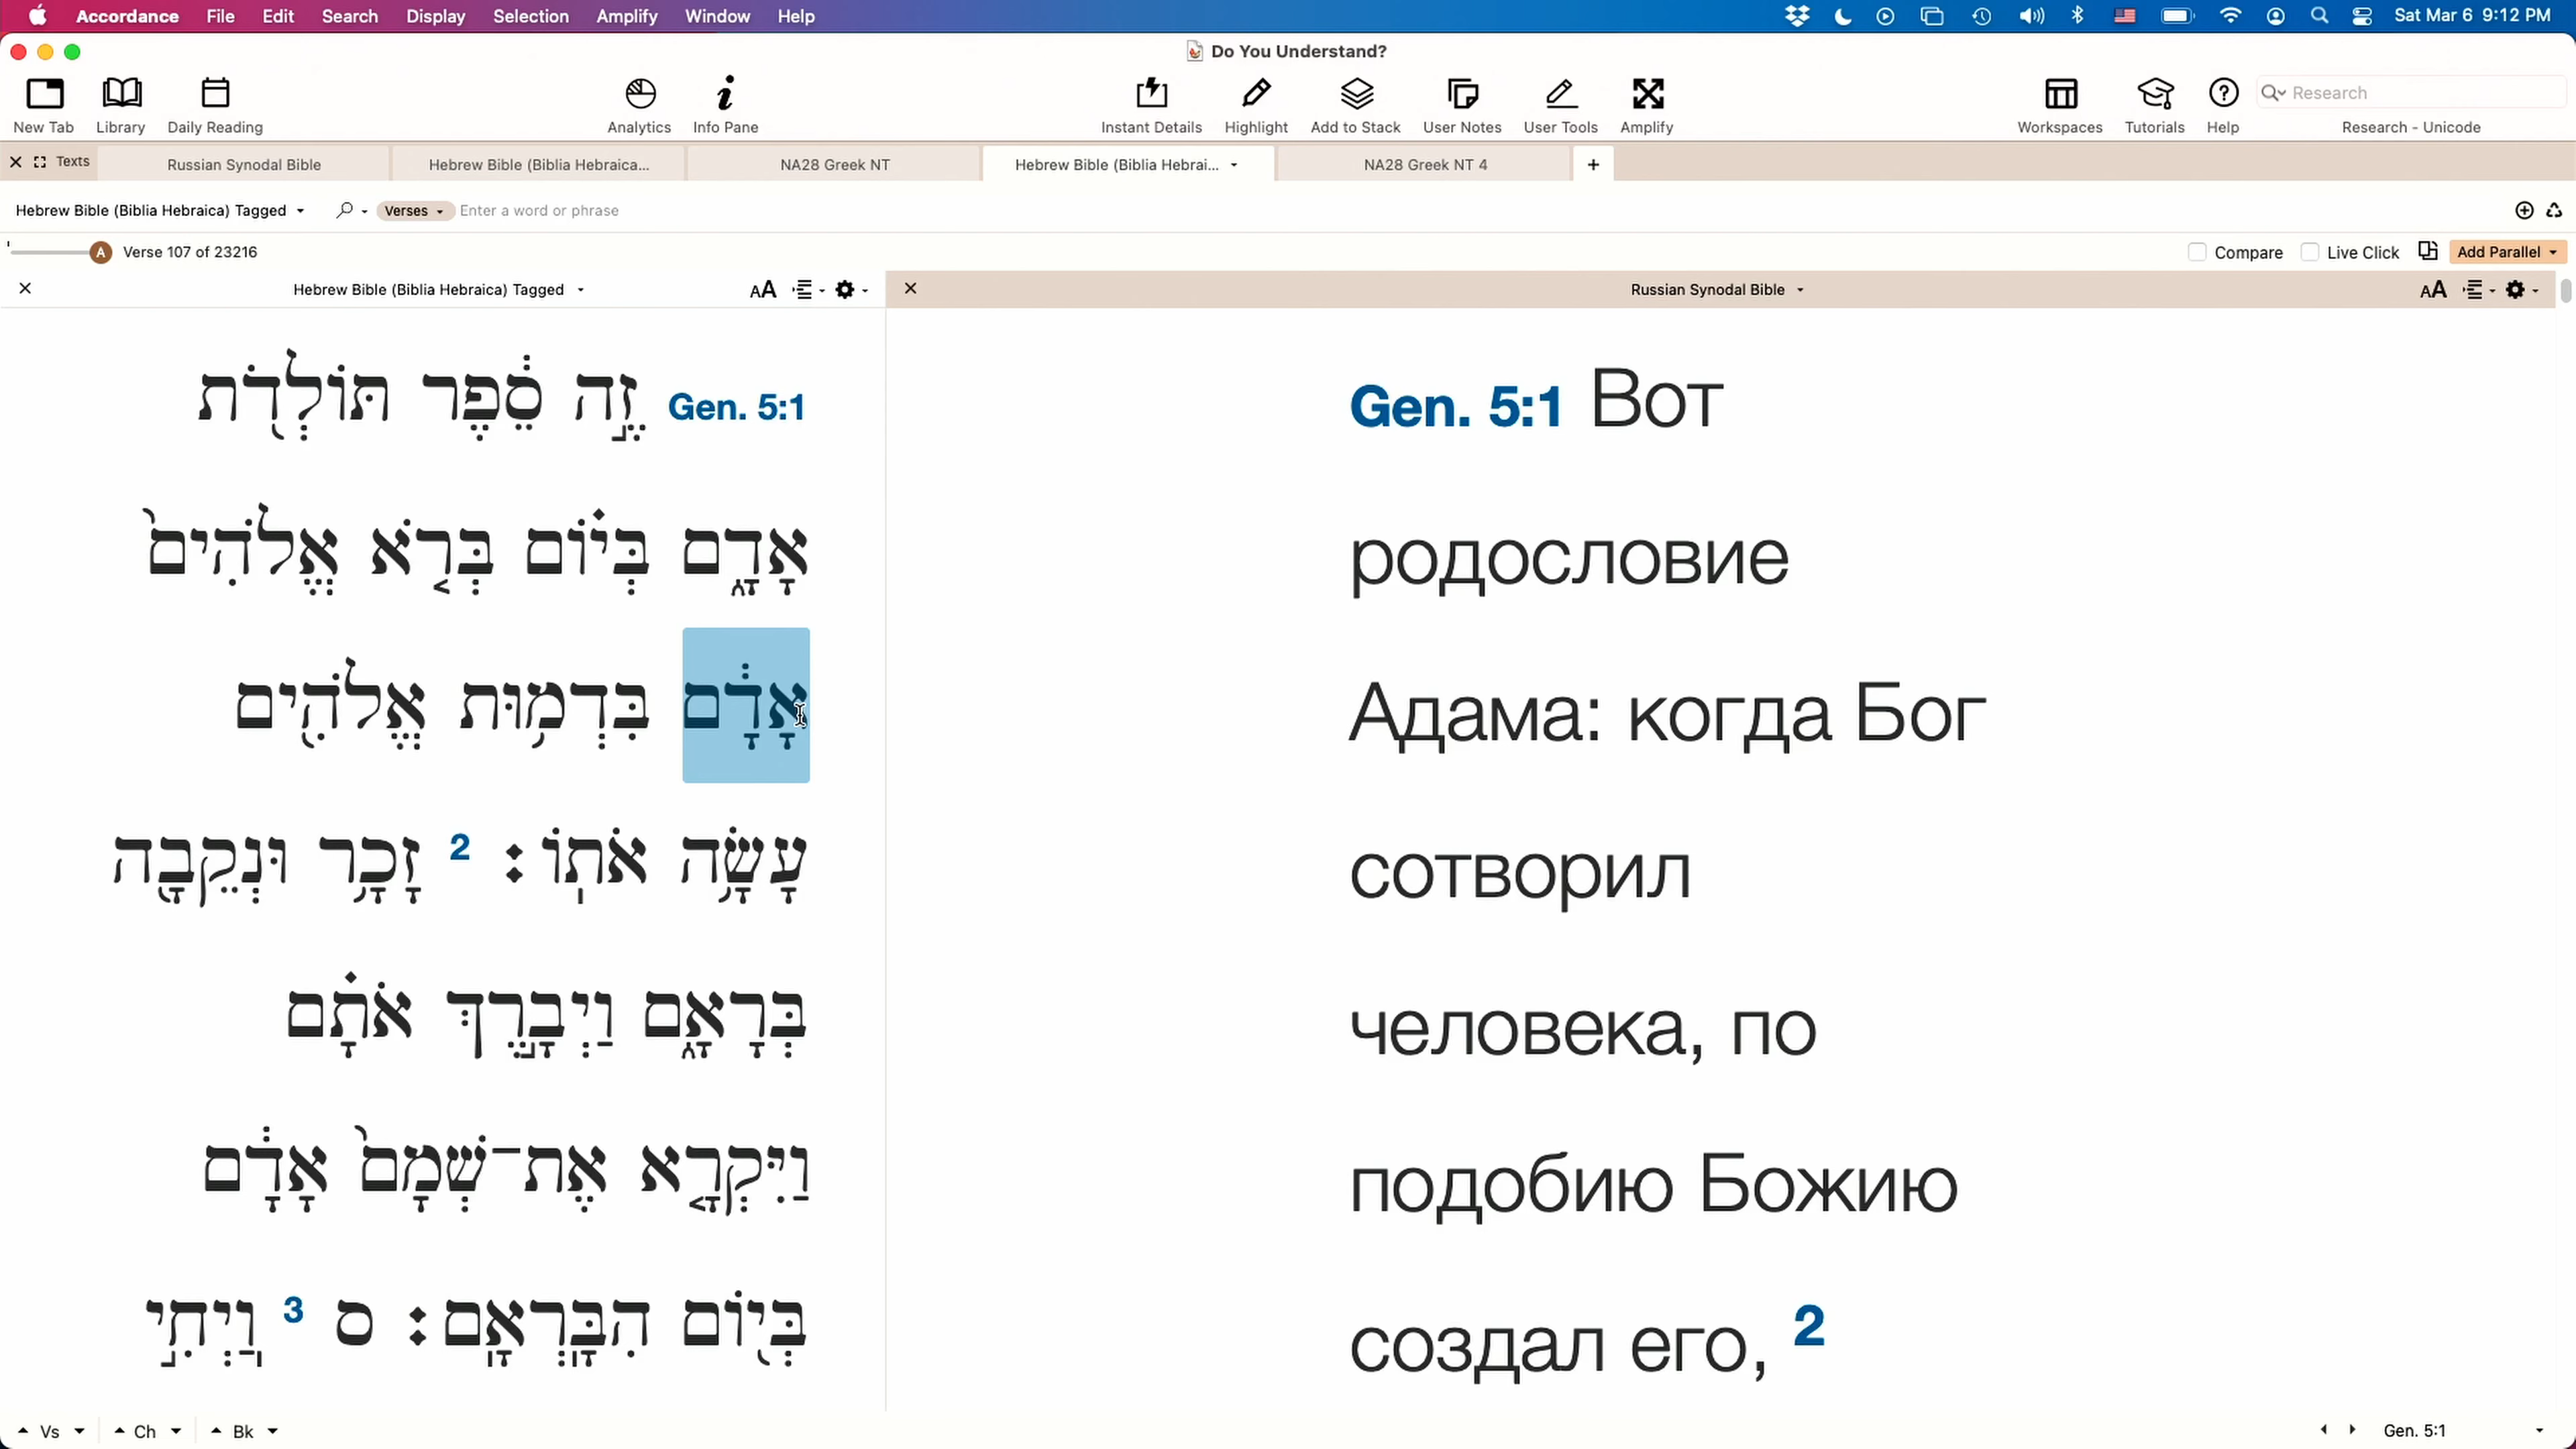 Accordance File Edit Search Display Selection Amplify Window Help Sat Mar 6 9:12 PM
Do You Understand?
New Tab Library Daily Reading Analytics Info Pane Instant Details Highlight Add to Stack User Notes User Tools Amplify Workspaces Tutorials Help Research
Research - Unicode
Texts Russian Synodal Bible Hebrew Bible (Biblia Hebraica... NA28 Greek NT Hebrew Bible (Biblia Hebrai... NA28 Greek NT 4 +
Hebrew Bible (Biblia Hebraica) Tagged Verses Enter a word or phrase
A Verse 107 of 23216 Compare Live Click Add Parallel
Hebrew Bible (Biblia Hebraica) Tagged AA
Gen. 5:1 זֶ֣ה סֵ֔פֶר תּוֹלְדֹ֖ת
אָדָ֑ם בְּי֗וֹם בְּרֹ֤א אֱלֹהִים֙
אָדָ֔ם בִּדְמ֥וּת אֱלֹהִ֖ים
עָשָׂ֥ה אֹתֽוֹ׃ 2 זָכָ֥ר וּנְקֵבָ֖ה
בְּרָאָ֑ם וַיְבָרֶ֣ךְ אֹתָ֗ם
וַיִּקְרָ֤א אֶת־שְׁמָם֙ אָדָ֔ם
בְּי֖וֹם הִבָּֽרְאָֽם׃ ס 3 וַֽיְחִ֣י
Russian Synodal Bible AA
Gen. 5:1 Вот
родословие
Адама: когда Бог
сотворил
человека, по
подобию Божию
создал его, 2
Vs Ch Bk Gen. 5:1